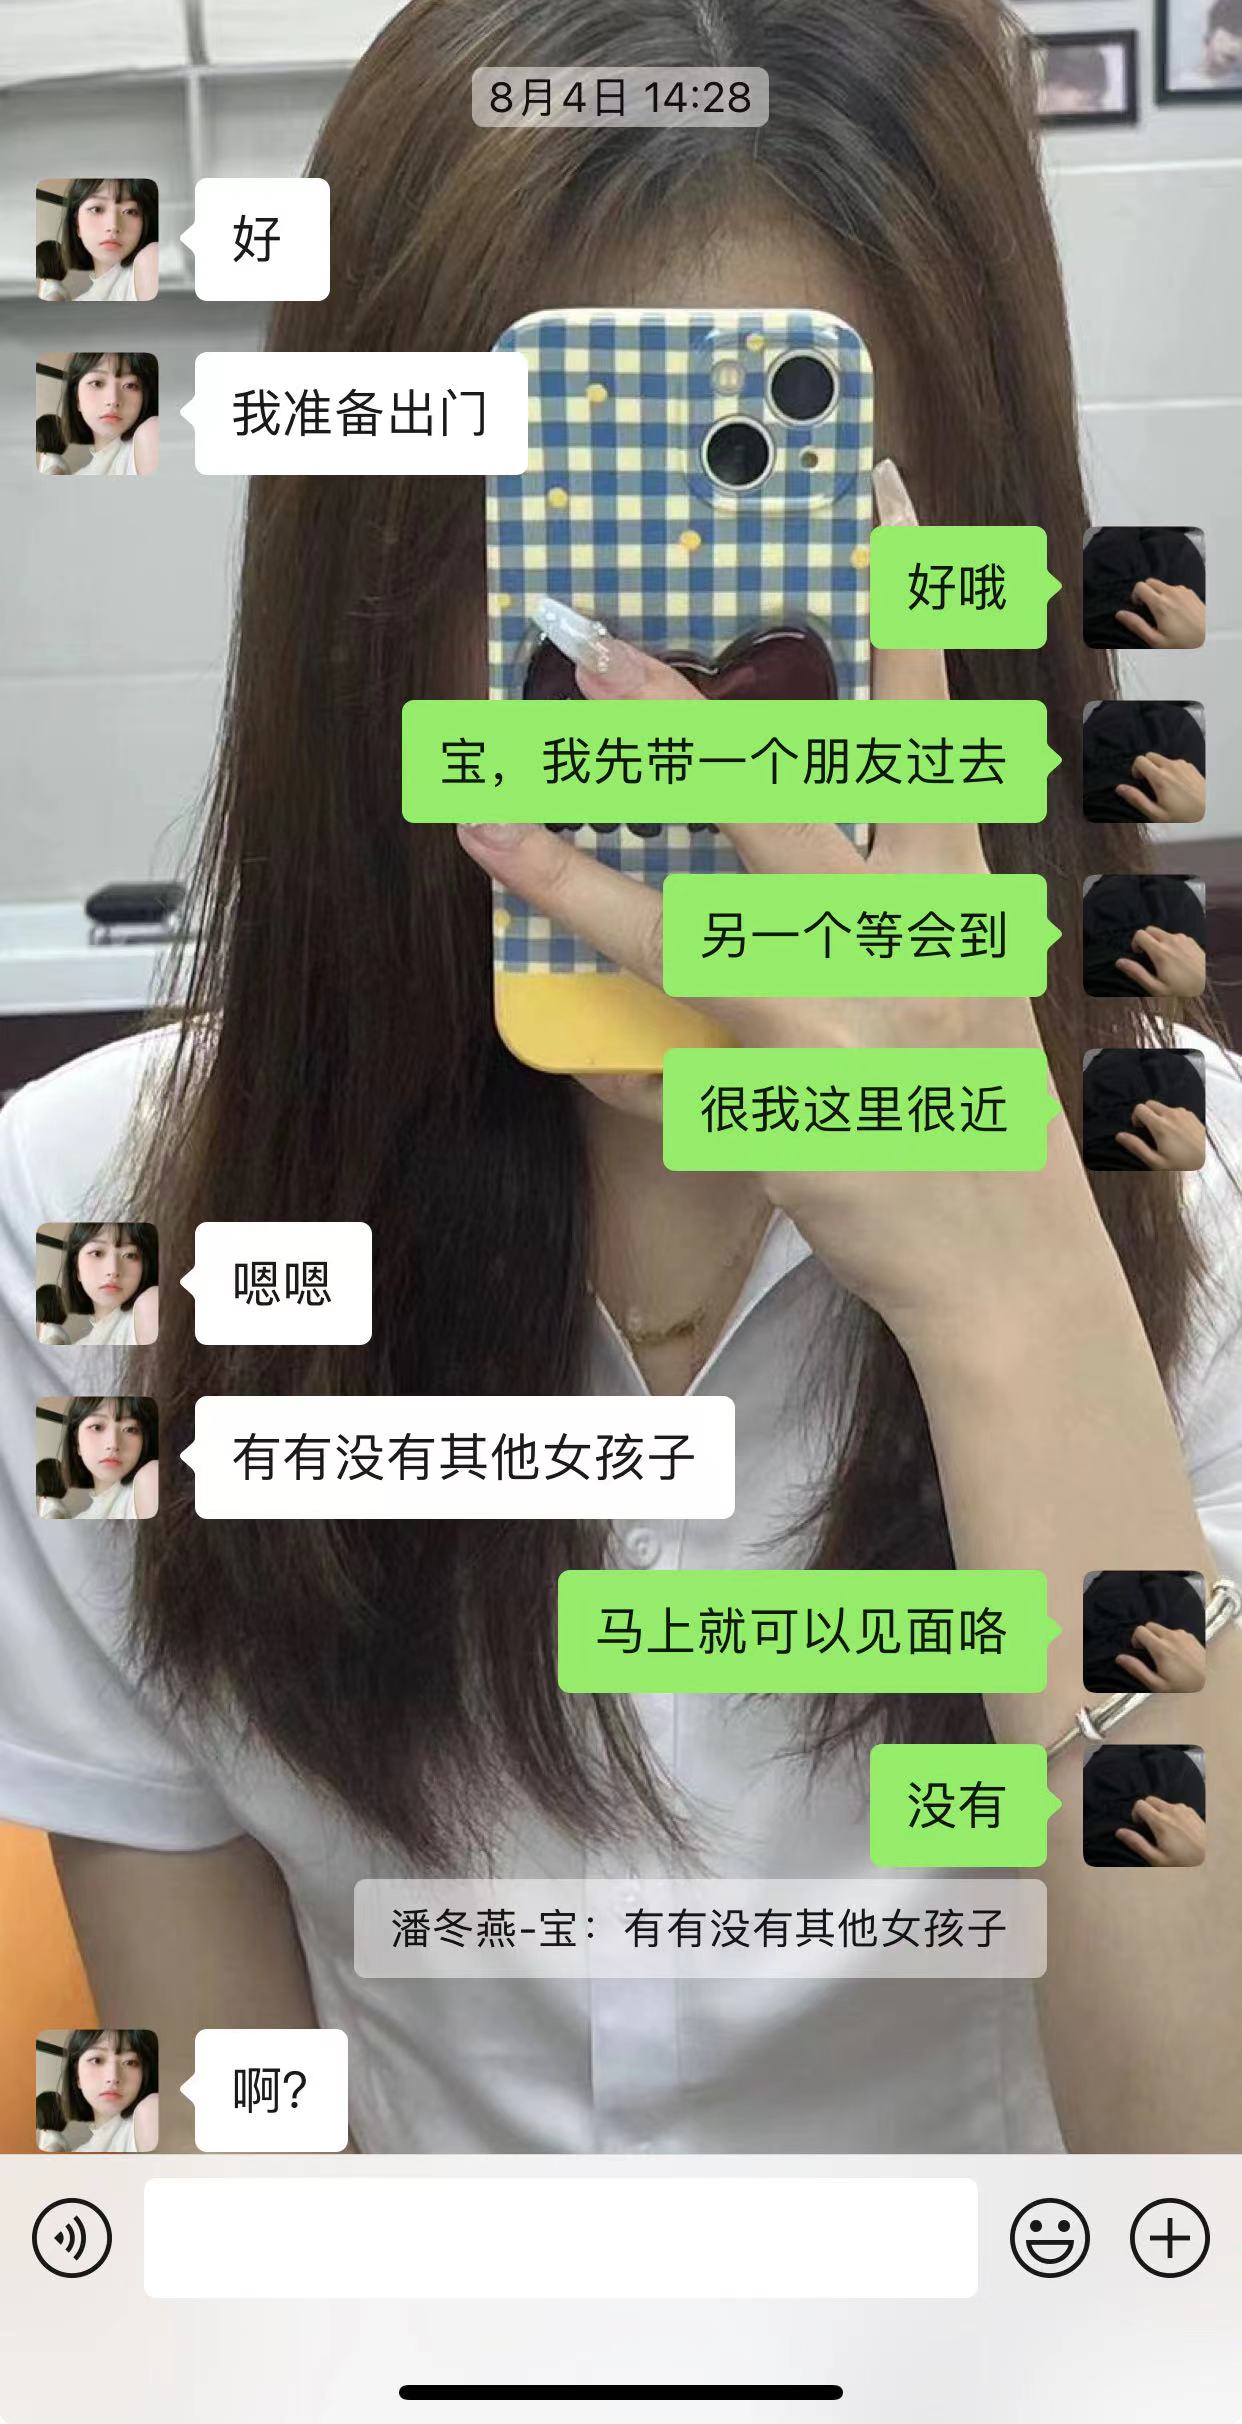 8月4日 14:28
好
我准备出门
好哦
宝，我先带一个朋友过去
另一个等会到
很我这里很近
嗯嗯
有有没有其他女孩子
马上就可以见面咯
没有
潘冬燕-宝：有有没有其他女孩子
啊?